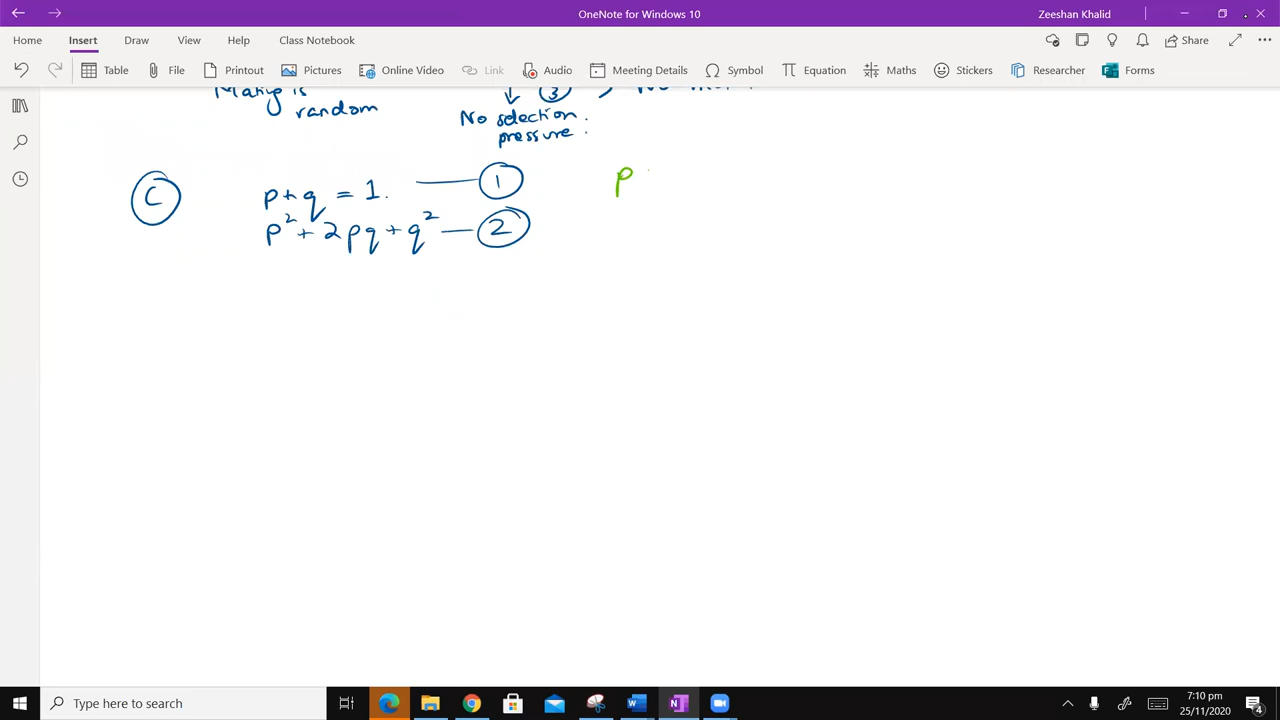 OneNote for Windows 10
Zeeshan Khalid
Home Insert Draw View Help Class Notebook
Share
Table File Printout Pictures Online Video Link Audio Meeting Details Symbol Equation Maths Stickers Researcher Forms
random
3
No selection
pressure.
C
p+q = 1. — 1
p
p² + 2pq + q² — 2
Type here to search
7:10 pm
25/11/2020
4